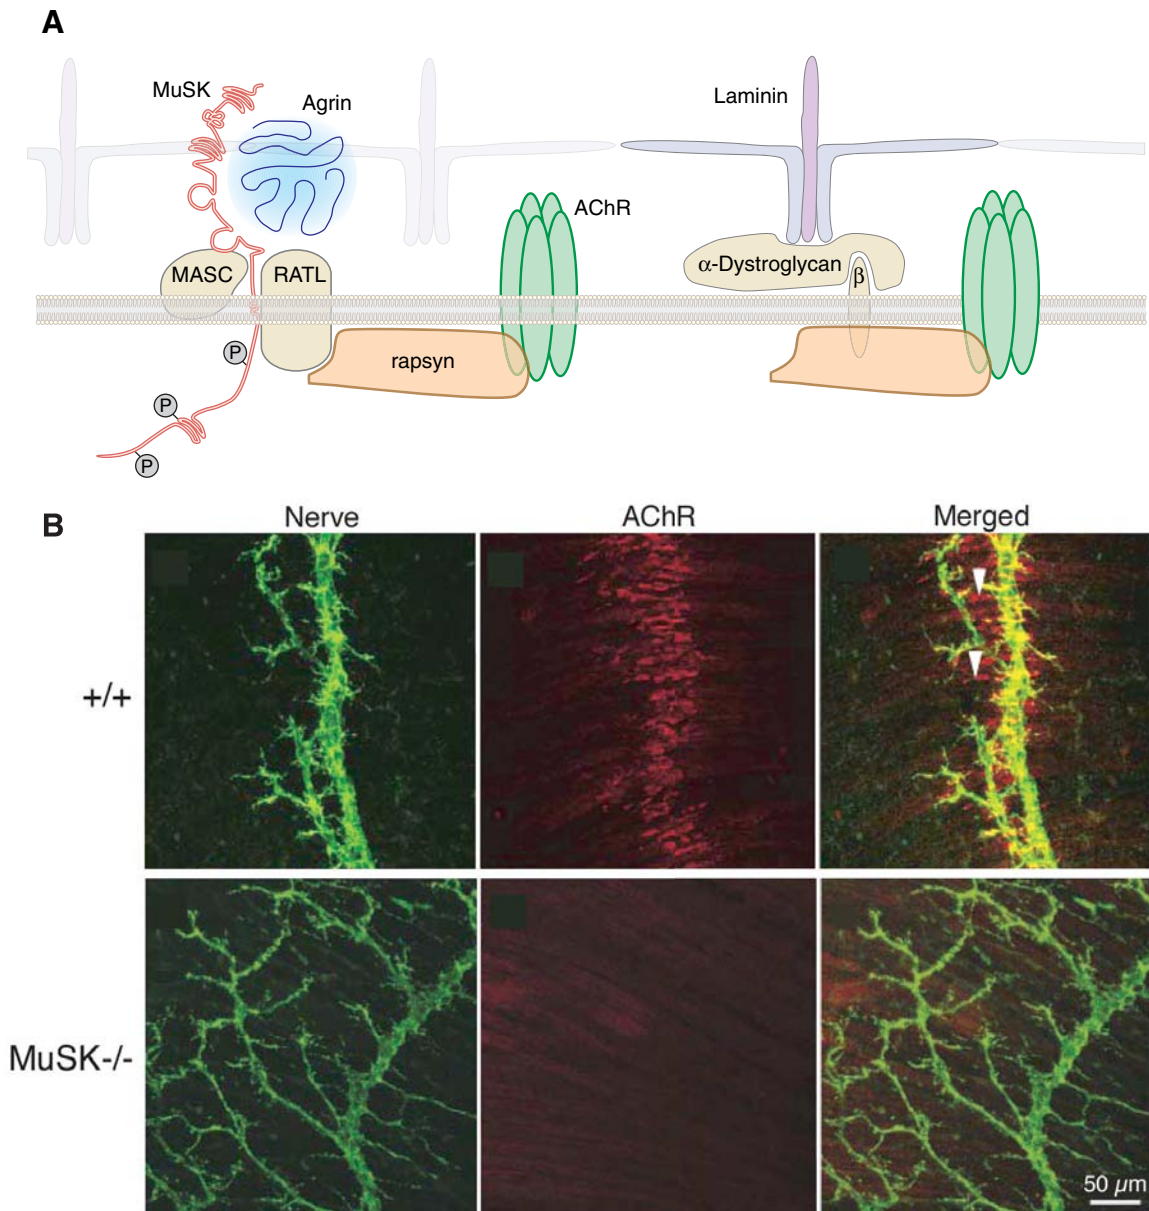 A
MuSK
Agrin
Laminin
AChR
MASC
RATL
α-Dystroglycan
β
P
rapsyn
P
P
B
Nerve
AChR
Merged
+/+
MuSK-/-
50 µm